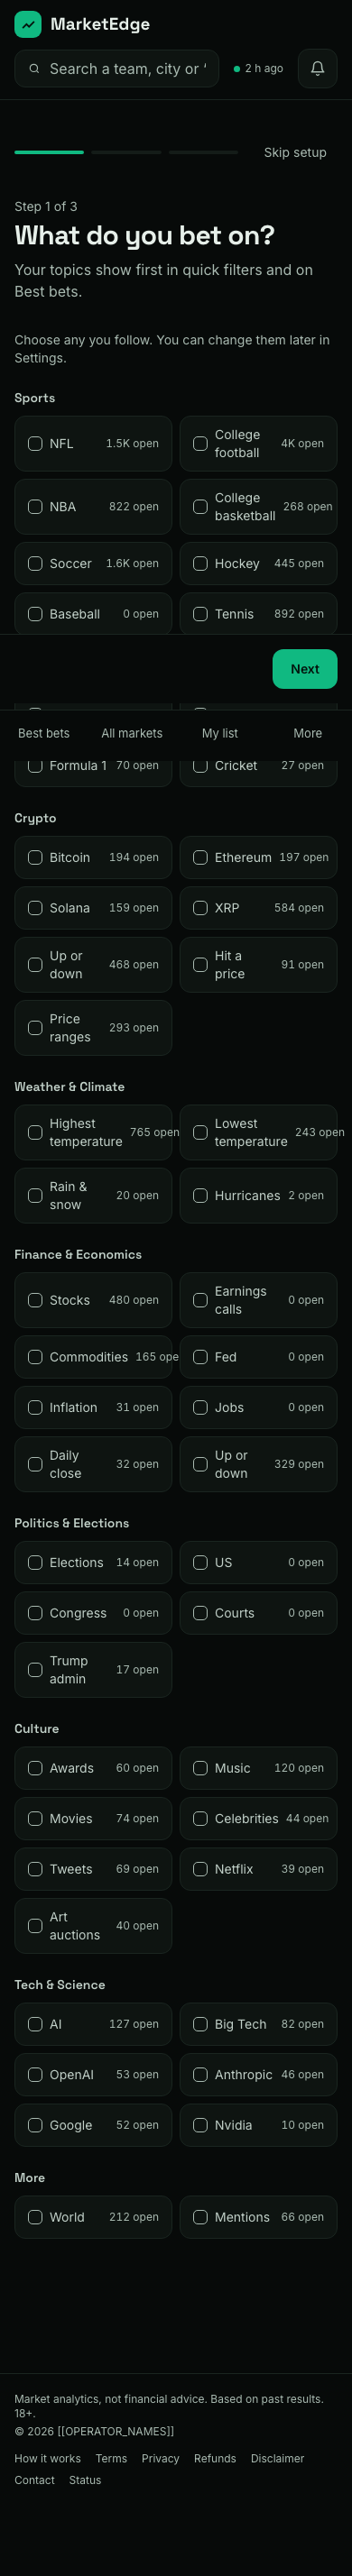 MarketEdge
Search a team, city or
2 h ago
Skip setup
Step 1 of 3
What do you bet on?
Your topics show first in quick filters and on
Best bets.
Choose any you follow. You can change them later in
Settings.
Sports
NFL 1.5K open
College football 4K open
NBA 822 open
College basketball 268 open
Soccer 1.6K open
Hockey 445 open
Baseball 0 open
Tennis 892 open
Next
Best bets All markets My list More
Formula 1 70 open
Cricket 27 open
Crypto
Bitcoin 194 open
Ethereum 197 open
Solana 159 open
XRP 584 open
Up or down 468 open
Hit a price 91 open
Price ranges 293 open
Weather & Climate
Highest temperature 765 open
Lowest temperature 243 open
Rain & snow 20 open
Hurricanes 2 open
Finance & Economics
Stocks 480 open
Earnings calls 0 open
Commodities 165 ope
Fed 0 open
Inflation 31 open
Jobs 0 open
Daily close 32 open
Up or down 329 open
Politics & Elections
Elections 14 open
US 0 open
Congress 0 open
Courts 0 open
Trump admin 17 open
Culture
Awards 60 open
Music 120 open
Movies 74 open
Celebrities 44 open
Tweets 69 open
Netflix 39 open
Art auctions 40 open
Tech & Science
AI 127 open
Big Tech 82 open
OpenAI 53 open
Anthropic 46 open
Google 52 open
Nvidia 10 open
More
World 212 open
Mentions 66 open
Market analytics, not financial advice. Based on past results.
18+.
© 2026 [[OPERATOR_NAMES]]
How it works Terms Privacy Refunds Disclaimer
Contact Status